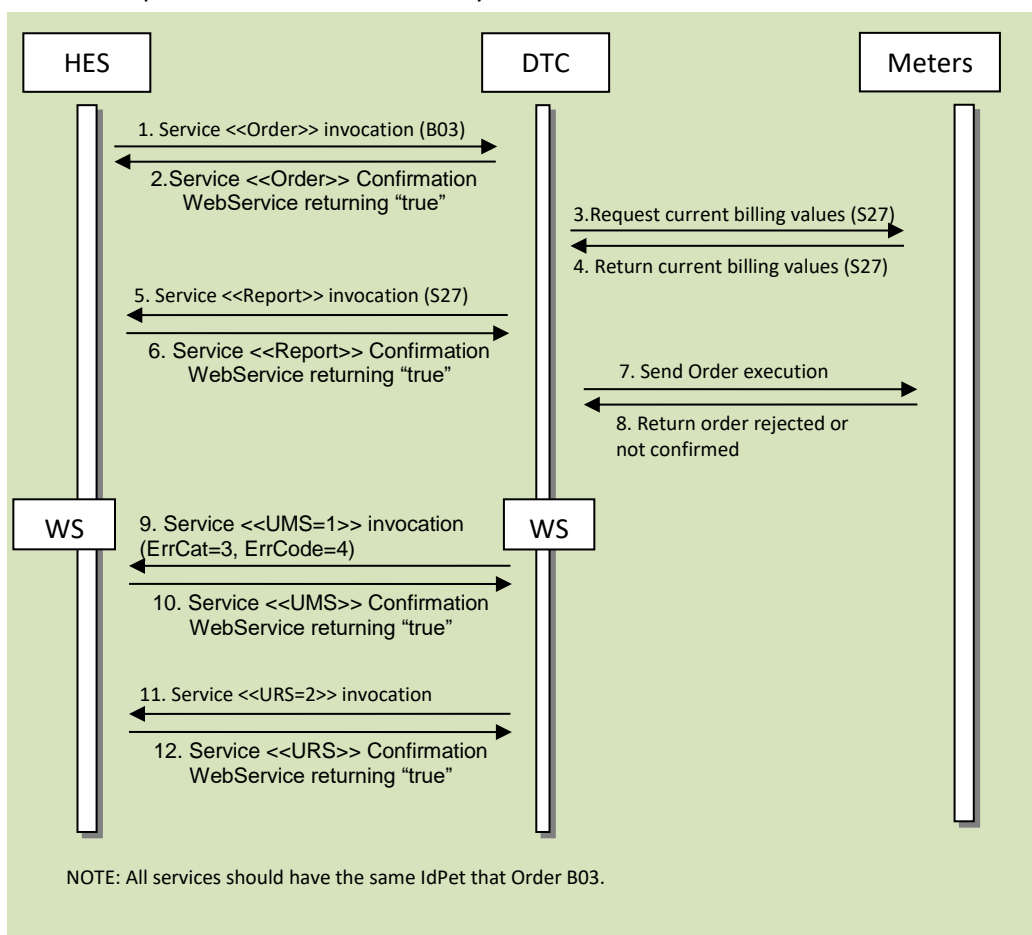 HES
DTC
Meters
1. Service <<Order>> invocation (B03)
2.Service <<Order>> Confirmation
WebService returning “true”
3.Request current billing values (S27)
4. Return current billing values (S27)
5. Service <<Report>> invocation (S27)
6. Service <<Report>> Confirmation
WebService returning “true”
7. Send Order execution
8. Return order rejected or
not confirmed
WS
WS
9. Service <<UMS=1>> invocation
(ErrCat=3, ErrCode=4)
10. Service <<UMS>> Confirmation
WebService returning “true”
11. Service <<URS=2>> invocation
12. Service <<URS>> Confirmation
WebService returning “true”
NOTE: All services should have the same IdPet that Order B03.